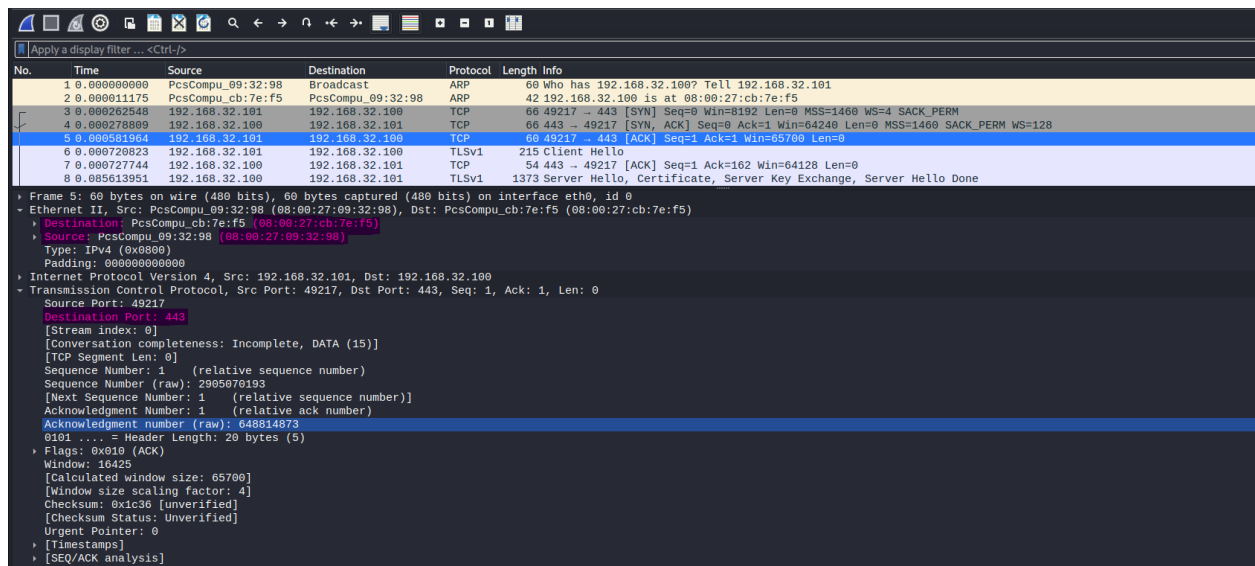 Apply a display filter ... <Ctrl-/>
No. Time Source Destination Protocol Length Info
1 0.000000000 PcsCompu_09:32:98 Broadcast ARP 60 Who has 192.168.32.100? Tell 192.168.32.101
2 0.000011175 PcsCompu_cb:7e:f5 PcsCompu_09:32:98 ARP 42 192.168.32.100 is at 08:00:27:cb:7e:f5
3 0.000262548 192.168.32.101 192.168.32.100 TCP 66 49217 → 443 [SYN] Seq=0 Win=8192 Len=0 MSS=1460 WS=4 SACK_PERM
4 0.000278809 192.168.32.100 192.168.32.101 TCP 66 443 → 49217 [SYN, ACK] Seq=0 Ack=1 Win=64240 Len=0 MSS=1460 SACK_PERM WS=128
5 0.000581964 192.168.32.101 192.168.32.100 TCP 60 49217 → 443 [ACK] Seq=1 Ack=1 Win=65700 Len=0
6 0.000720823 192.168.32.101 192.168.32.100 TLSv1 215 Client Hello
7 0.000727744 192.168.32.100 192.168.32.101 TCP 54 443 → 49217 [ACK] Seq=1 Ack=162 Win=64128 Len=0
8 0.085613951 192.168.32.100 192.168.32.101 TLSv1 1373 Server Hello, Certificate, Server Key Exchange, Server Hello Done
Frame 5: 60 bytes on wire (480 bits), 60 bytes captured (480 bits) on interface eth0, id 0
Ethernet II, Src: PcsCompu_09:32:98 (08:00:27:09:32:98), Dst: PcsCompu_cb:7e:f5 (08:00:27:cb:7e:f5)
Destination: PcsCompu_cb:7e:f5 (08:00:27:cb:7e:f5)
Source: PcsCompu_09:32:98 (08:00:27:09:32:98)
Type: IPv4 (0x0800)
Padding: 000000000000
Internet Protocol Version 4, Src: 192.168.32.101, Dst: 192.168.32.100
Transmission Control Protocol, Src Port: 49217, Dst Port: 443, Seq: 1, Ack: 1, Len: 0
Source Port: 49217
Destination Port: 443
[Stream index: 0]
[Conversation completeness: Incomplete, DATA (15)]
[TCP Segment Len: 0]
Sequence Number: 1 (relative sequence number)
Sequence Number (raw): 2905070193
[Next Sequence Number: 1 (relative sequence number)]
Acknowledgment Number: 1 (relative ack number)
Acknowledgment number (raw): 648814873
0101 .... = Header Length: 20 bytes (5)
Flags: 0x010 (ACK)
Window: 16425
[Calculated window size: 65700]
[Window size scaling factor: 4]
Checksum: 0x1c36 [unverified]
[Checksum Status: Unverified]
Urgent Pointer: 0
[Timestamps]
[SEQ/ACK analysis]